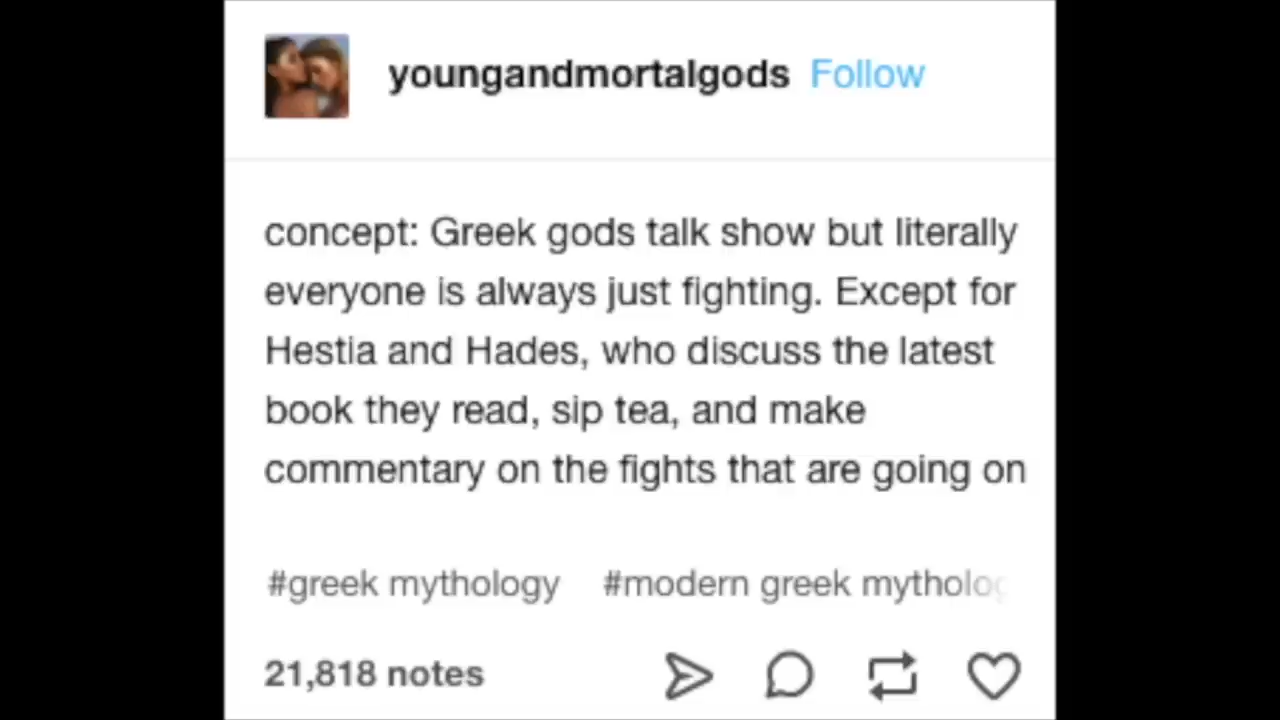 youngandmortalgods Follow
concept: Greek gods talk show but literally
everyone is always just fighting. Except for
Hestia and Hades, who discuss the latest
book they read, sip tea, and make
commentary on the fights that are going on
#greek mythology #modern greek mytholog
21,818 notes